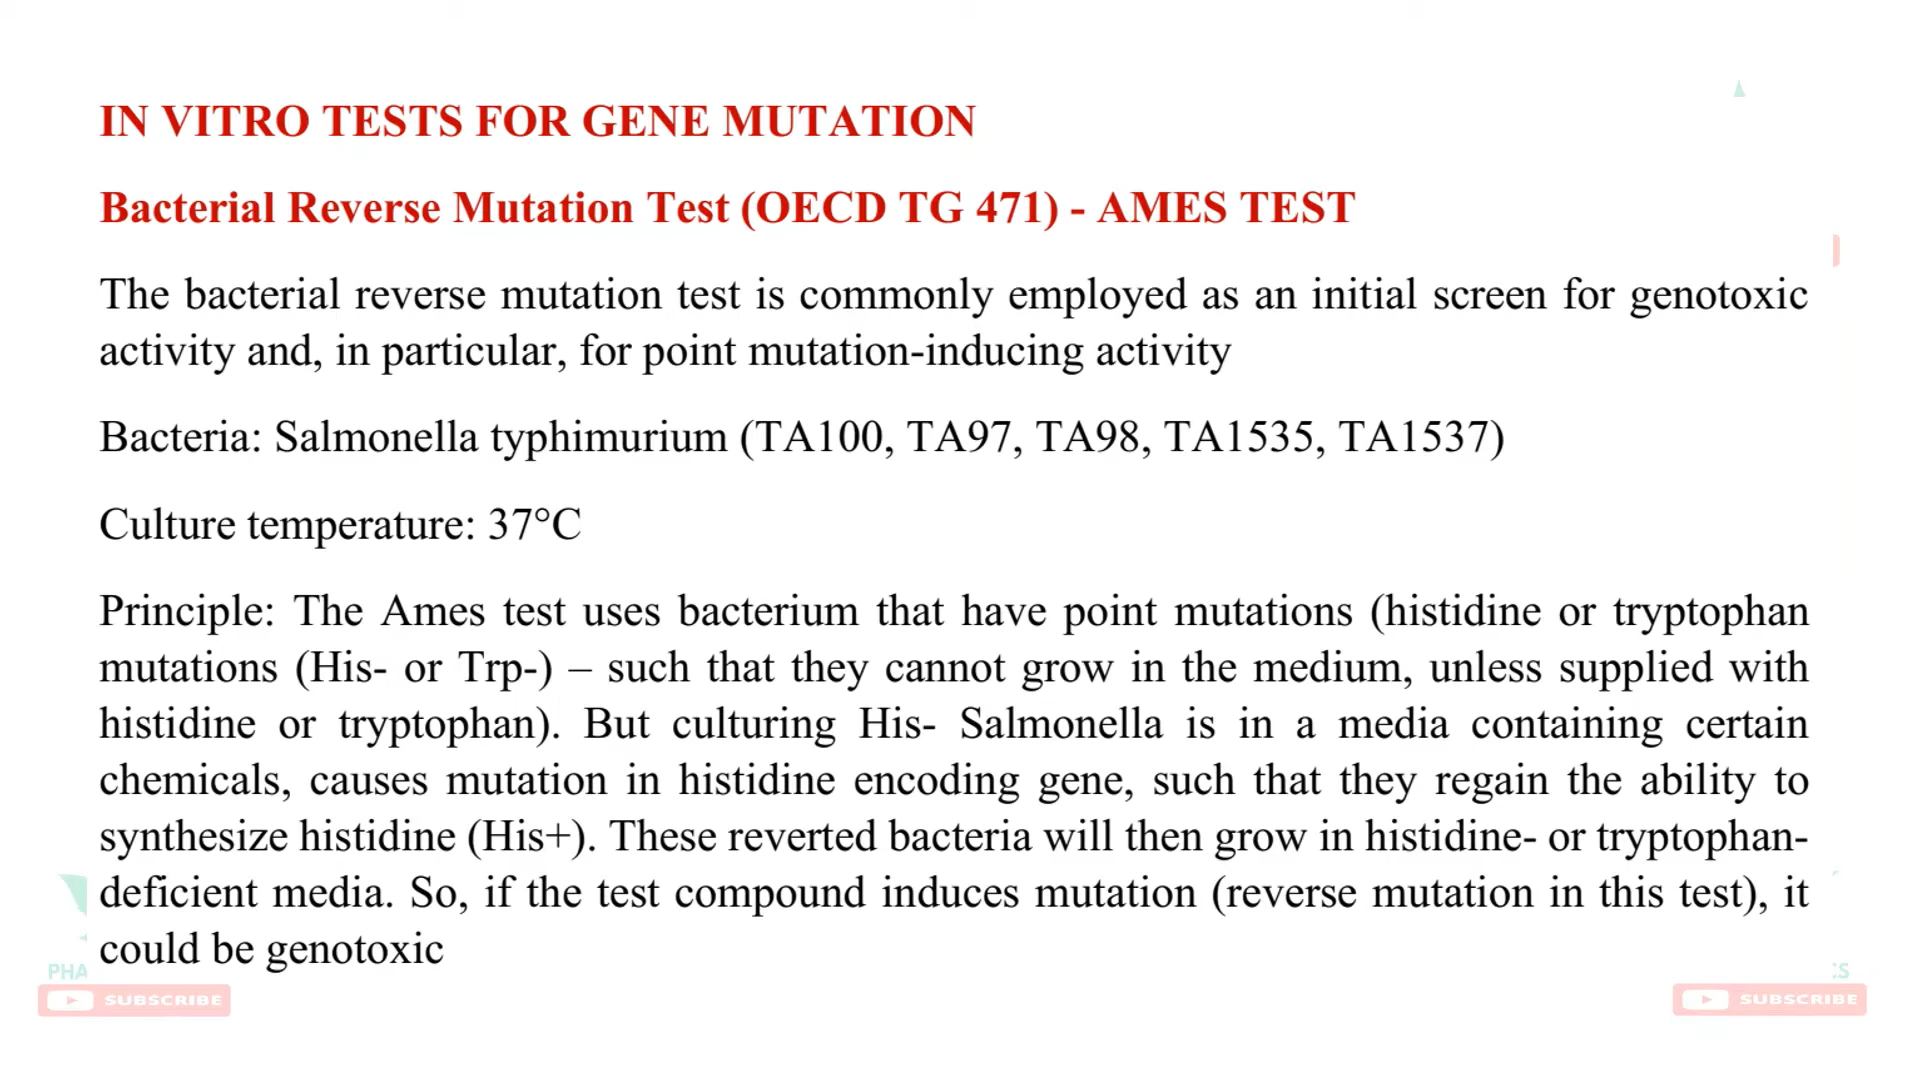 IN VITRO TESTS FOR GENE MUTATION
Bacterial Reverse Mutation Test (OECD TG 471) - AMES TEST
The bacterial reverse mutation test is commonly employed as an initial screen for genotoxic
activity and, in particular, for point mutation-inducing activity
Bacteria: Salmonella typhimurium (TA100, TA97, TA98, TA1535, TA1537)
Culture temperature: 37°C
Principle: The Ames test uses bacterium that have point mutations (histidine or tryptophan
mutations (His- or Trp-) – such that they cannot grow in the medium, unless supplied with
histidine or tryptophan). But culturing His- Salmonella is in a media containing certain
chemicals, causes mutation in histidine encoding gene, such that they regain the ability to
synthesize histidine (His+). These reverted bacteria will then grow in histidine- or tryptophan-
deficient media. So, if the test compound induces mutation (reverse mutation in this test), it
could be genotoxic
PHA
SUBSCRIBE
SUBSCRIBE